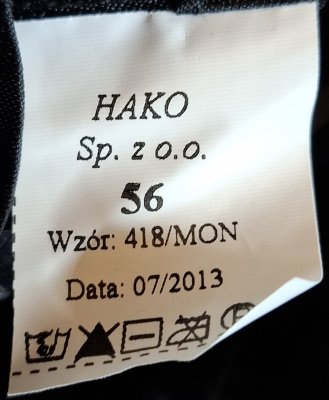 HAKO
Sp. z o.o.
56
Wzór: 418/MON
Data: 07/2013